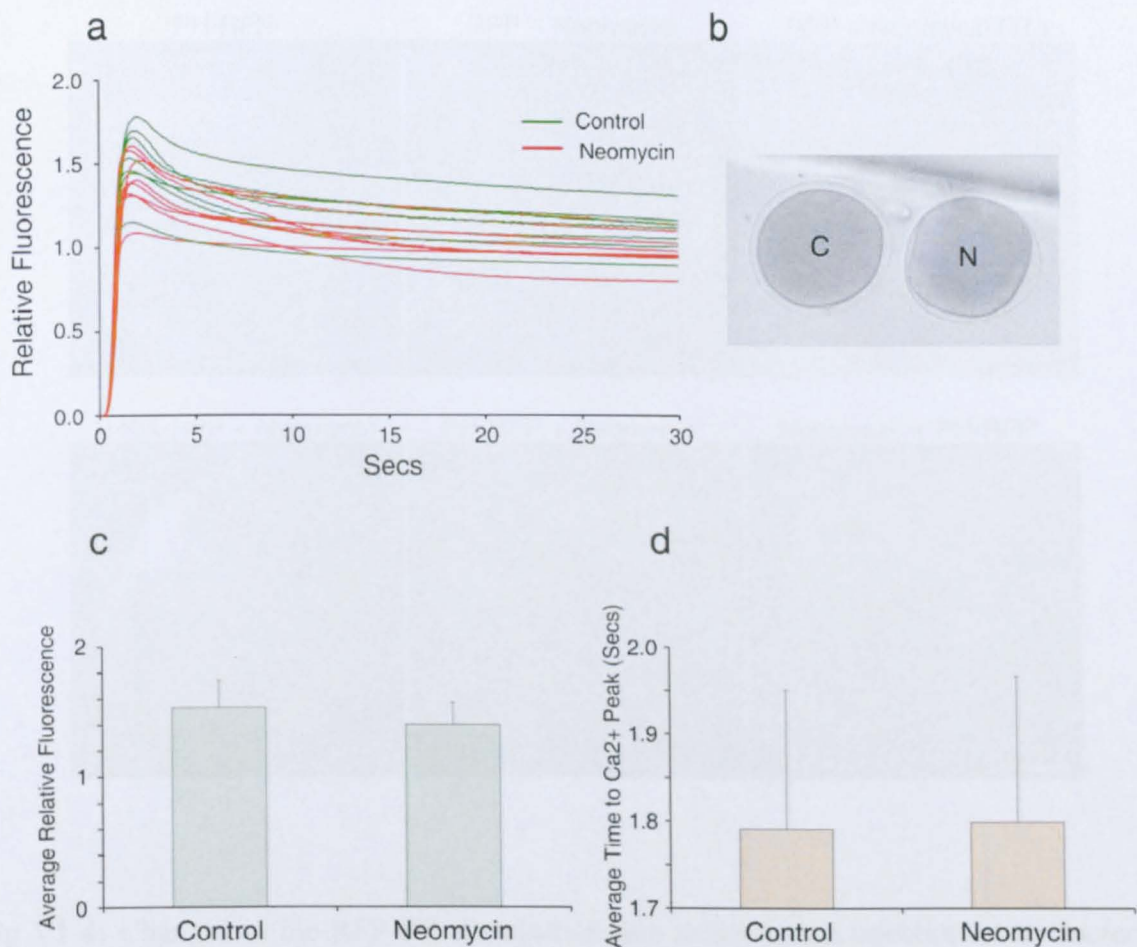 a
2.0
1.5
1.0
0.5
0.0
Relative Fluorescence
Control
Neomycin
0
5
10
15
20
25
30
Secs
b
C
N
c
2
1
0
Average Relative Fluorescence
Control
Neomycin
d
2.0
1.9
1.8
1.7
Average Time to Ca2+ Peak (Secs)
Control
Neomycin